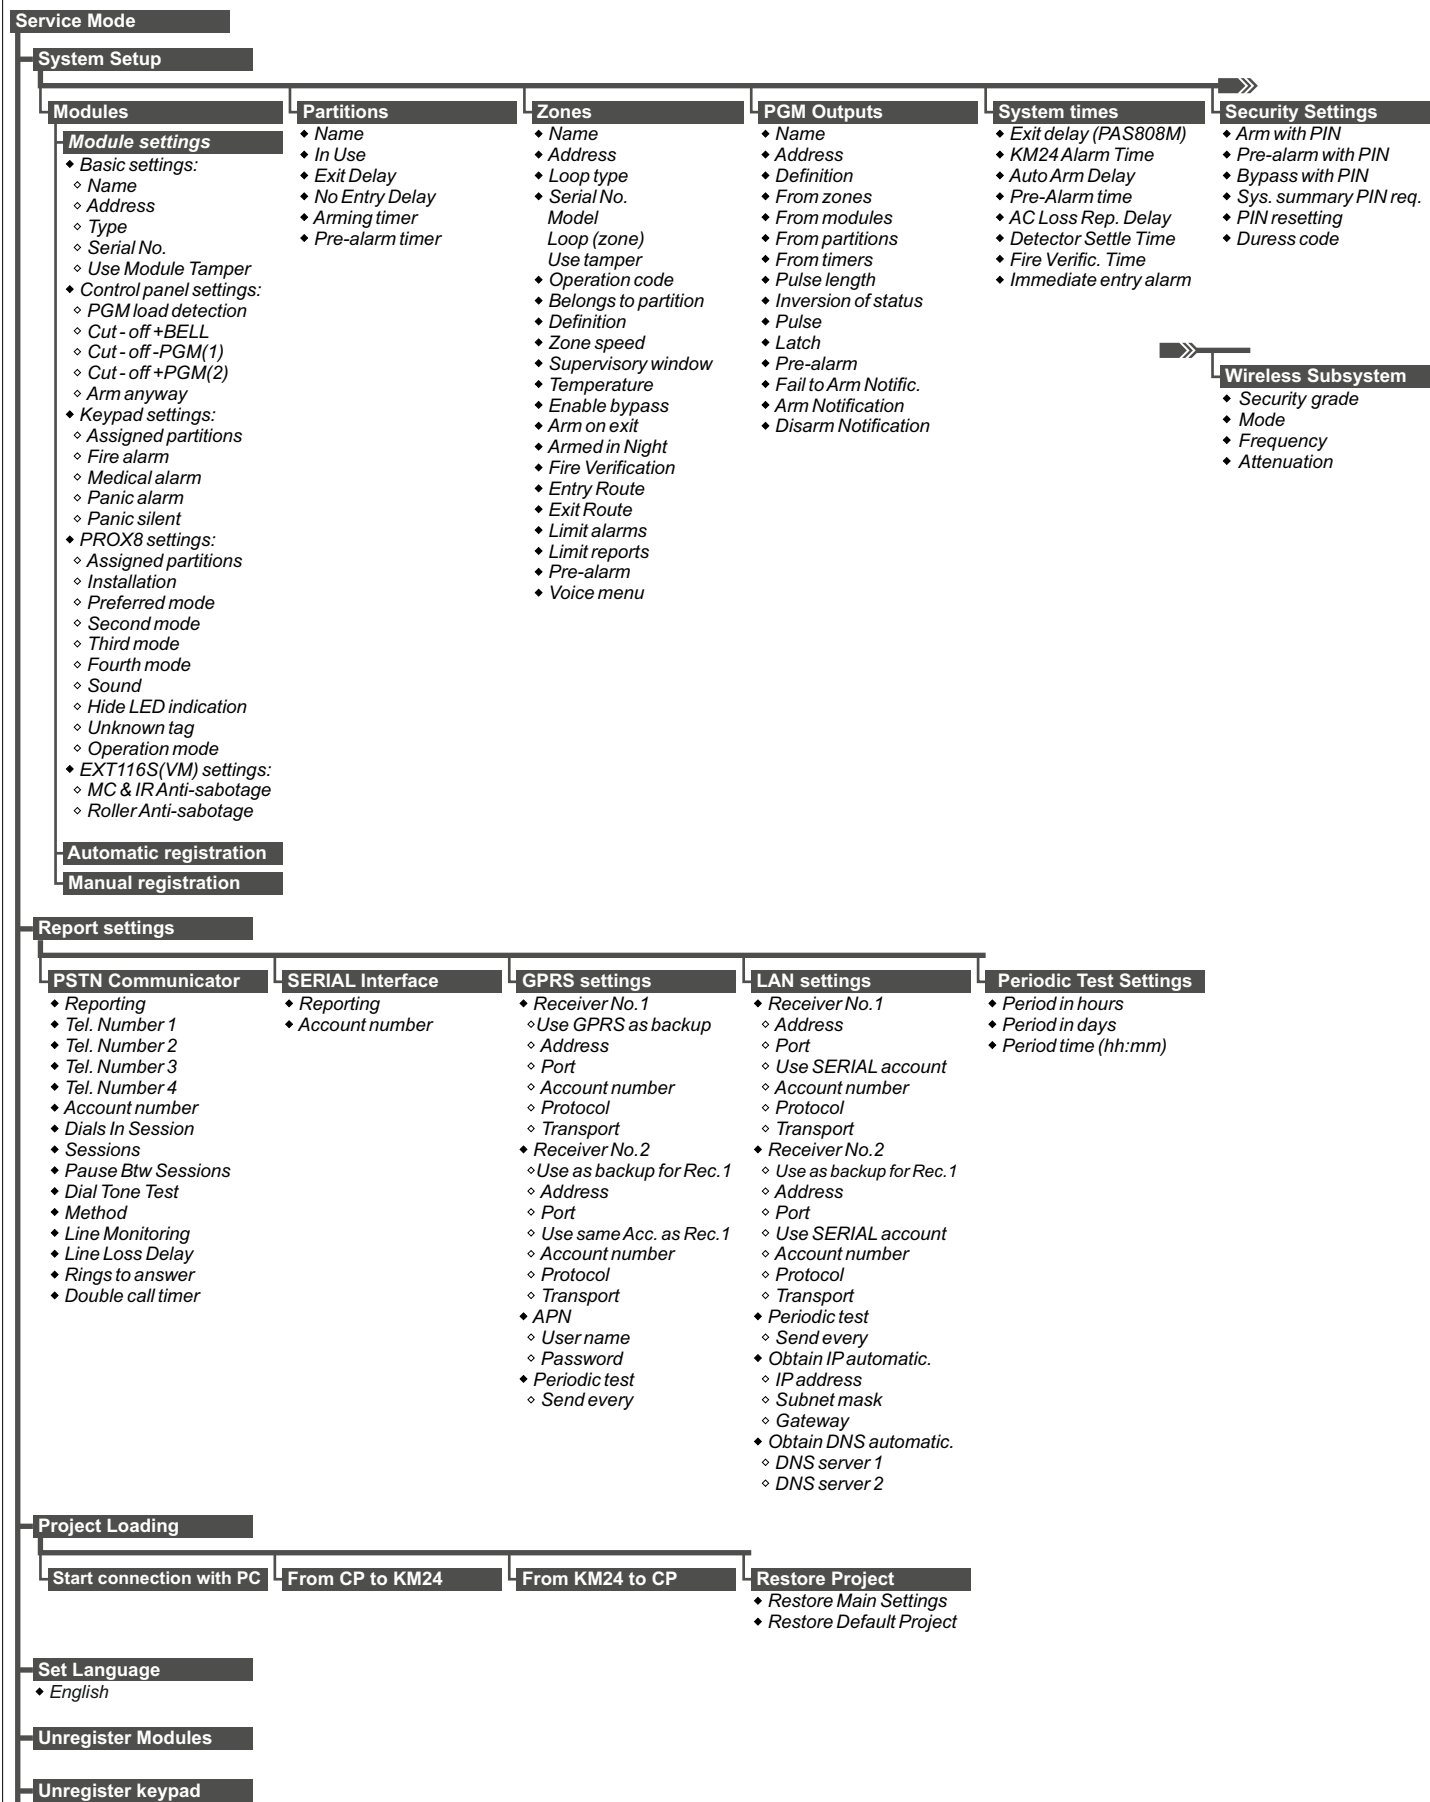 Service Mode
System Setup
Modules
Module settings
Basic settings:
Name
Address
Type
Serial No.
Use Module Tamper
Control panel settings:
PGM load detection
Cut - off +BELL
Cut - off -PGM(1)
Cut - off +PGM(2)
Arm anyway
Keypad settings:
Assigned partitions
Fire alarm
Medical alarm
Panic alarm
Panic silent
PROX8 settings:
Assigned partitions
Installation
Preferred mode
Second mode
Third mode
Fourth mode
Sound
Hide LED indication
Unknown tag
Operation mode
EXT116S(VM) settings:
MC & IR Anti-sabotage
Roller Anti-sabotage
Automatic registration
Manual registration
Partitions
Name
In Use
Exit Delay
No Entry Delay
Arming timer
Pre-alarm timer
Zones
Name
Address
Loop type
Serial No.
Model
Loop (zone)
Use tamper
Operation code
Belongs to partition
Definition
Zone speed
Supervisory window
Temperature
Enable bypass
Arm on exit
Armed in Night
Fire Verification
Entry Route
Exit Route
Limit alarms
Limit reports
Pre-alarm
Voice menu
PGM Outputs
Name
Address
Definition
From zones
From modules
From partitions
From timers
Pulse length
Inversion of status
Pulse
Latch
Pre-alarm
Fail to Arm Notific.
Arm Notification
Disarm Notification
System times
Exit delay (PAS808M)
KM24 Alarm Time
Auto Arm Delay
Pre-Alarm time
AC Loss Rep. Delay
Detector Settle Time
Fire Verific. Time
Immediate entry alarm
Security Settings
Arm with PIN
Pre-alarm with PIN
Bypass with PIN
Sys. summary PIN req.
PIN resetting
Duress code
Wireless Subsystem
Security grade
Mode
Frequency
Attenuation
Report settings
PSTN Communicator
Reporting
Tel. Number 1
Tel. Number 2
Tel. Number 3
Tel. Number 4
Account number
Dials In Session
Sessions
Pause Btw Sessions
Dial Tone Test
Method
Line Monitoring
Line Loss Delay
Rings to answer
Double call timer
SERIAL Interface
Reporting
Account number
GPRS settings
Receiver No.1
Use GPRS as backup
Address
Port
Account number
Protocol
Transport
Receiver No.2
Use as backup for Rec.1
Address
Port
Use same Acc. as Rec.1
Account number
Protocol
Transport
APN
User name
Password
Periodic test
Send every
LAN settings
Receiver No.1
Address
Port
Use SERIAL account
Account number
Protocol
Transport
Receiver No.2
Use as backup for Rec.1
Address
Port
Use SERIAL account
Account number
Protocol
Transport
Periodic test
Send every
Obtain IP automatic.
IP address
Subnet mask
Gateway
Obtain DNS automatic.
DNS server 1
DNS server 2
Periodic Test Settings
Period in hours
Period in days
Period time (hh:mm)
Project Loading
Start connection with PC
From CP to KM24
From KM24 to CP
Restore Project
Restore Main Settings
Restore Default Project
Set Language
English
Unregister Modules
Unregister keypad